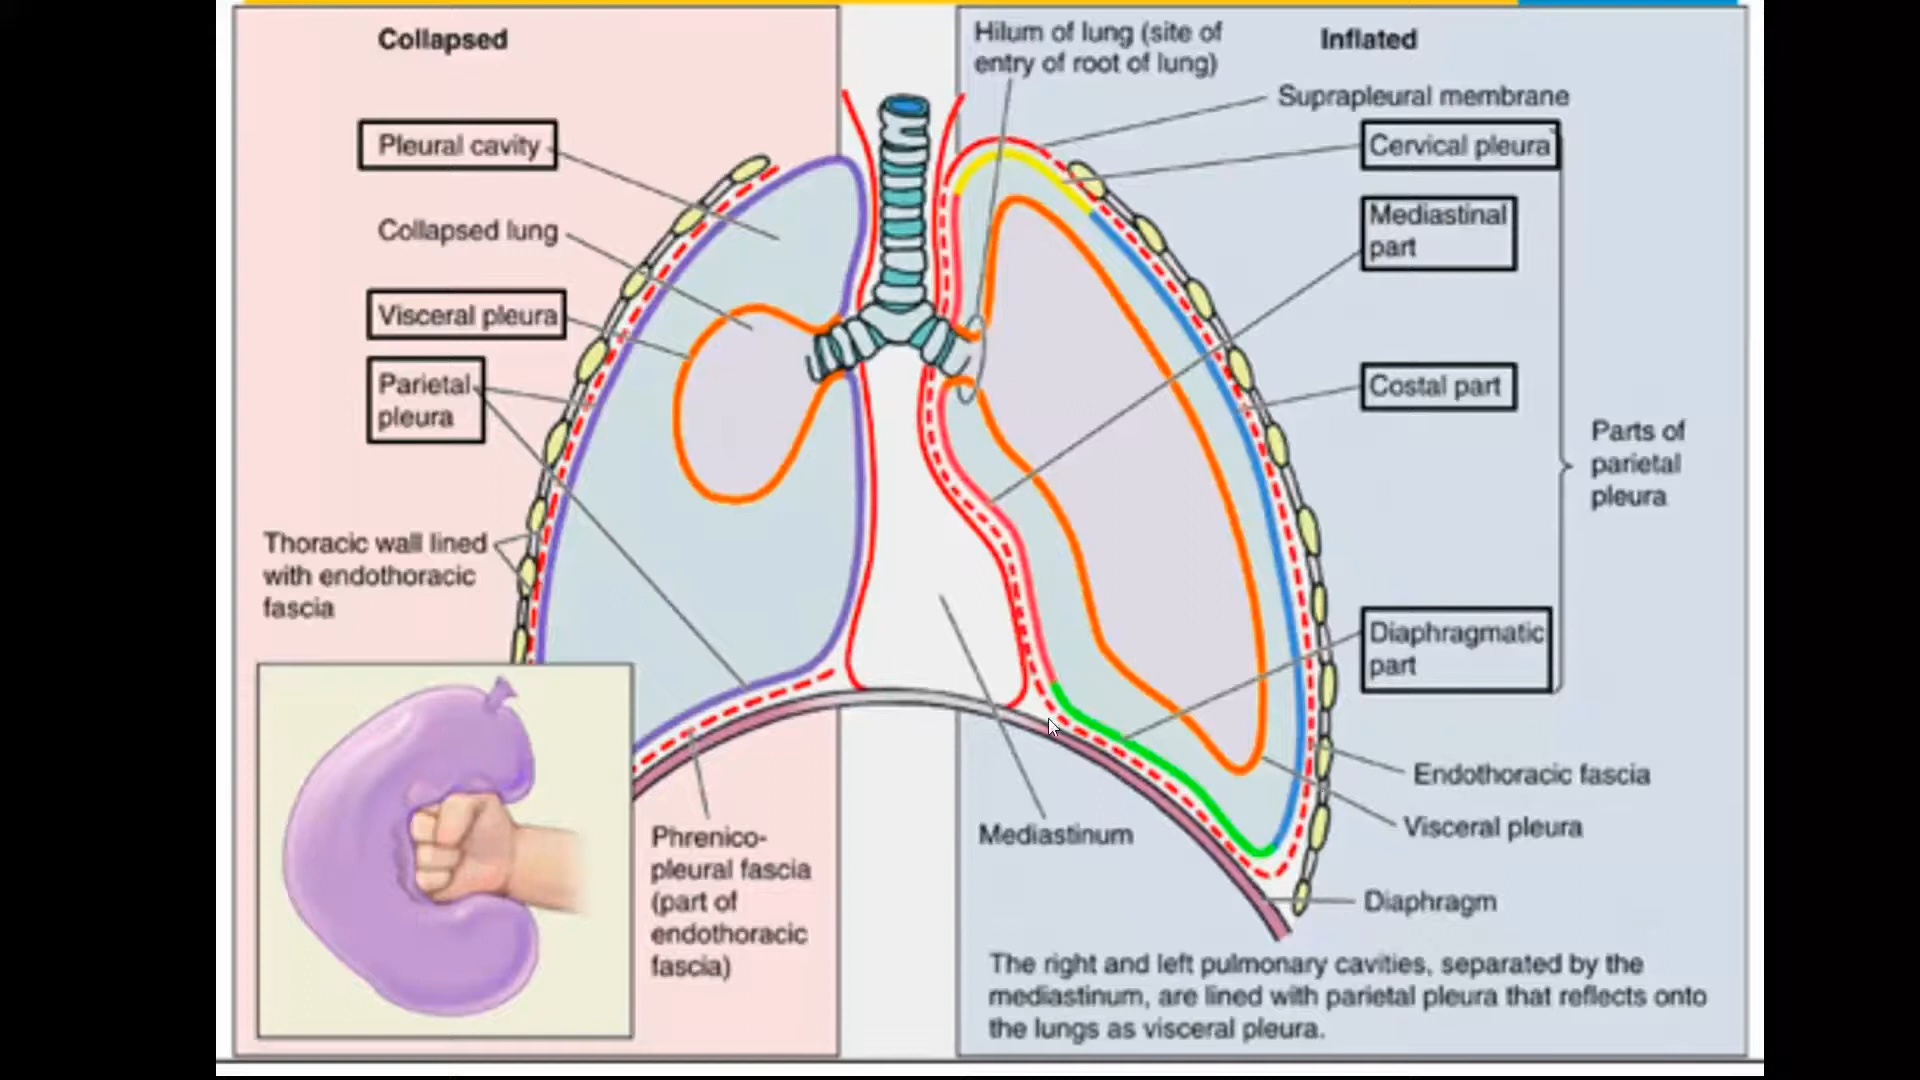 Collapsed
Pleural cavity
Collapsed lung
Visceral pleura
Parietal
pleura
Thoracic wall lined
with endothoracic
fascia
Phrenico-
pleural fascia
(part of
endothoracic
fascia)
Hilum of lung (site of
entry of root of lung)
Inflated
Suprapleural membrane
Cervical pleura
Mediastinal
part
Costal part
Parts of
parietal
pleura
Diaphragmatic
part
Endothoracic fascia
Visceral pleura
Mediastinum
Diaphragm
The right and left pulmonary cavities, separated by the
mediastinum, are lined with parietal pleura that reflects onto
the lungs as visceral pleura.